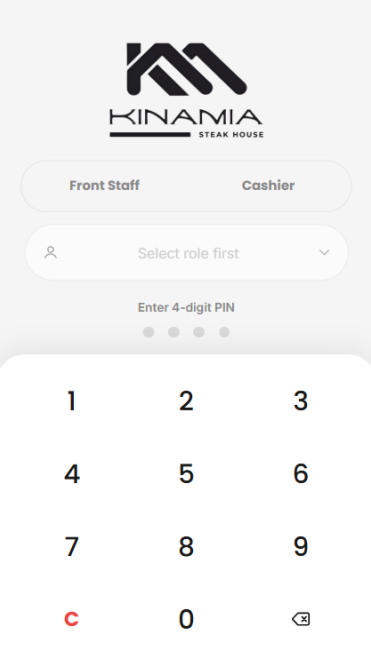 KINAMIA
STEAK HOUSE
Front Staff Cashier
Select role first
Enter 4-digit PIN
1 2 3
4 5 6
7 8 9
C 0